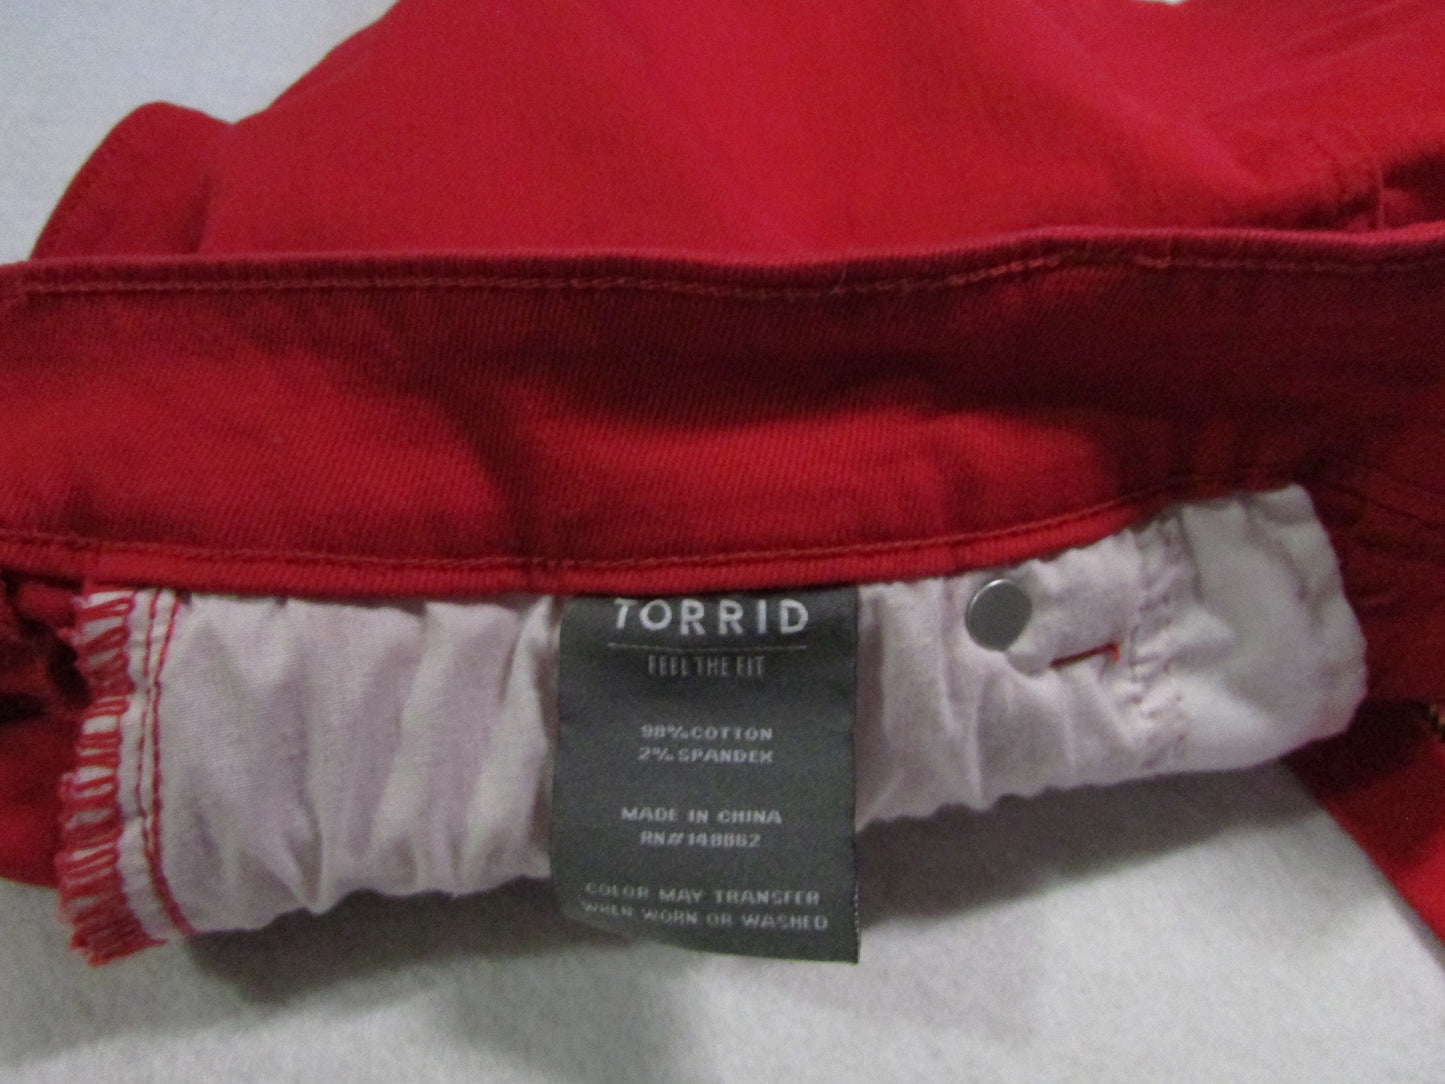 TORRID
FEEL THE FIT
98% COTTON
2% SPANDEX
MADE IN CHINA
RN# 148862
COLOR MAY TRANSFER
WHEN WORN OR WASHED